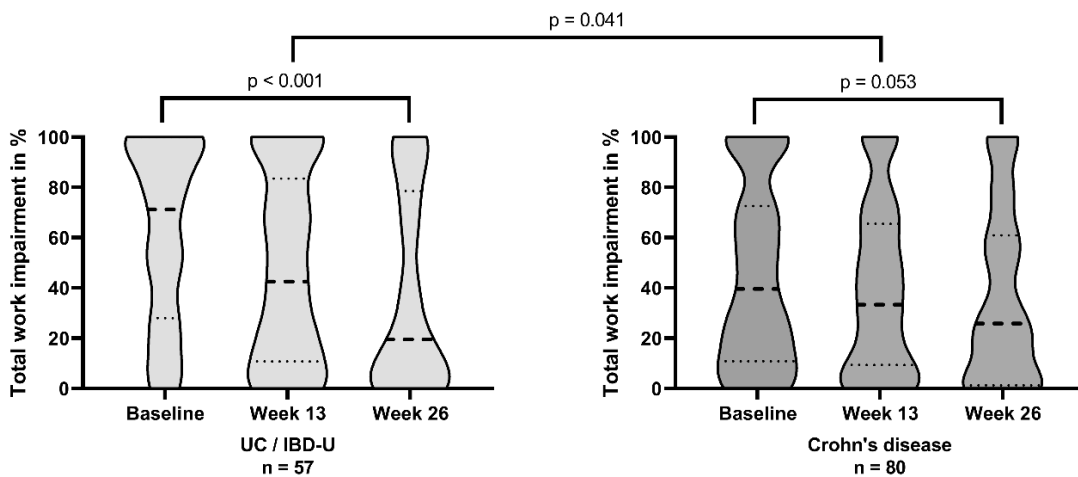 p = 0.041
p < 0.001
p = 0.053
Total work impairment in %
100
80
60
40
20
0
Baseline
Week 13
Week 26
UC / IBD-U
n = 57
Total work impairment in %
100
80
60
40
20
0
Baseline
Week 13
Week 26
Crohn's disease
n = 80